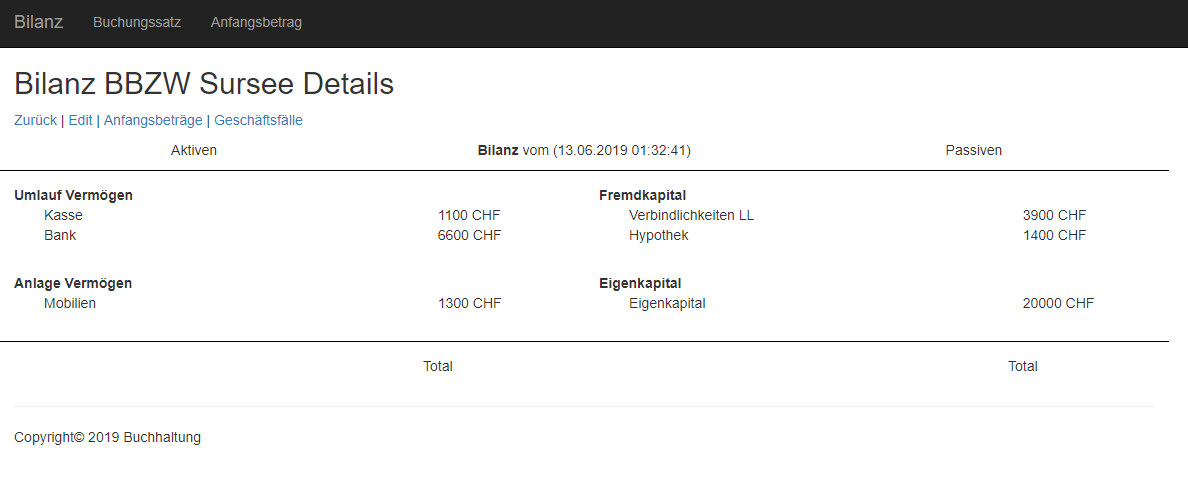 Bilanz Buchungssatz Anfangsbetrag
Bilanz BBZW Sursee Details
Zurück | Edit | Anfangsbeträge | Geschäftsfälle
Aktiven Bilanz vom (13.06.2019 01:32:41) Passiven
Umlauf Vermögen Fremdkapital
Kasse 1100 CHF Verbindlichkeiten LL 3900 CHF
Bank 6600 CHF Hypothek 1400 CHF
Anlage Vermögen Eigenkapital
Mobilien 1300 CHF Eigenkapital 20000 CHF
Total Total
Copyright© 2019 Buchhaltung